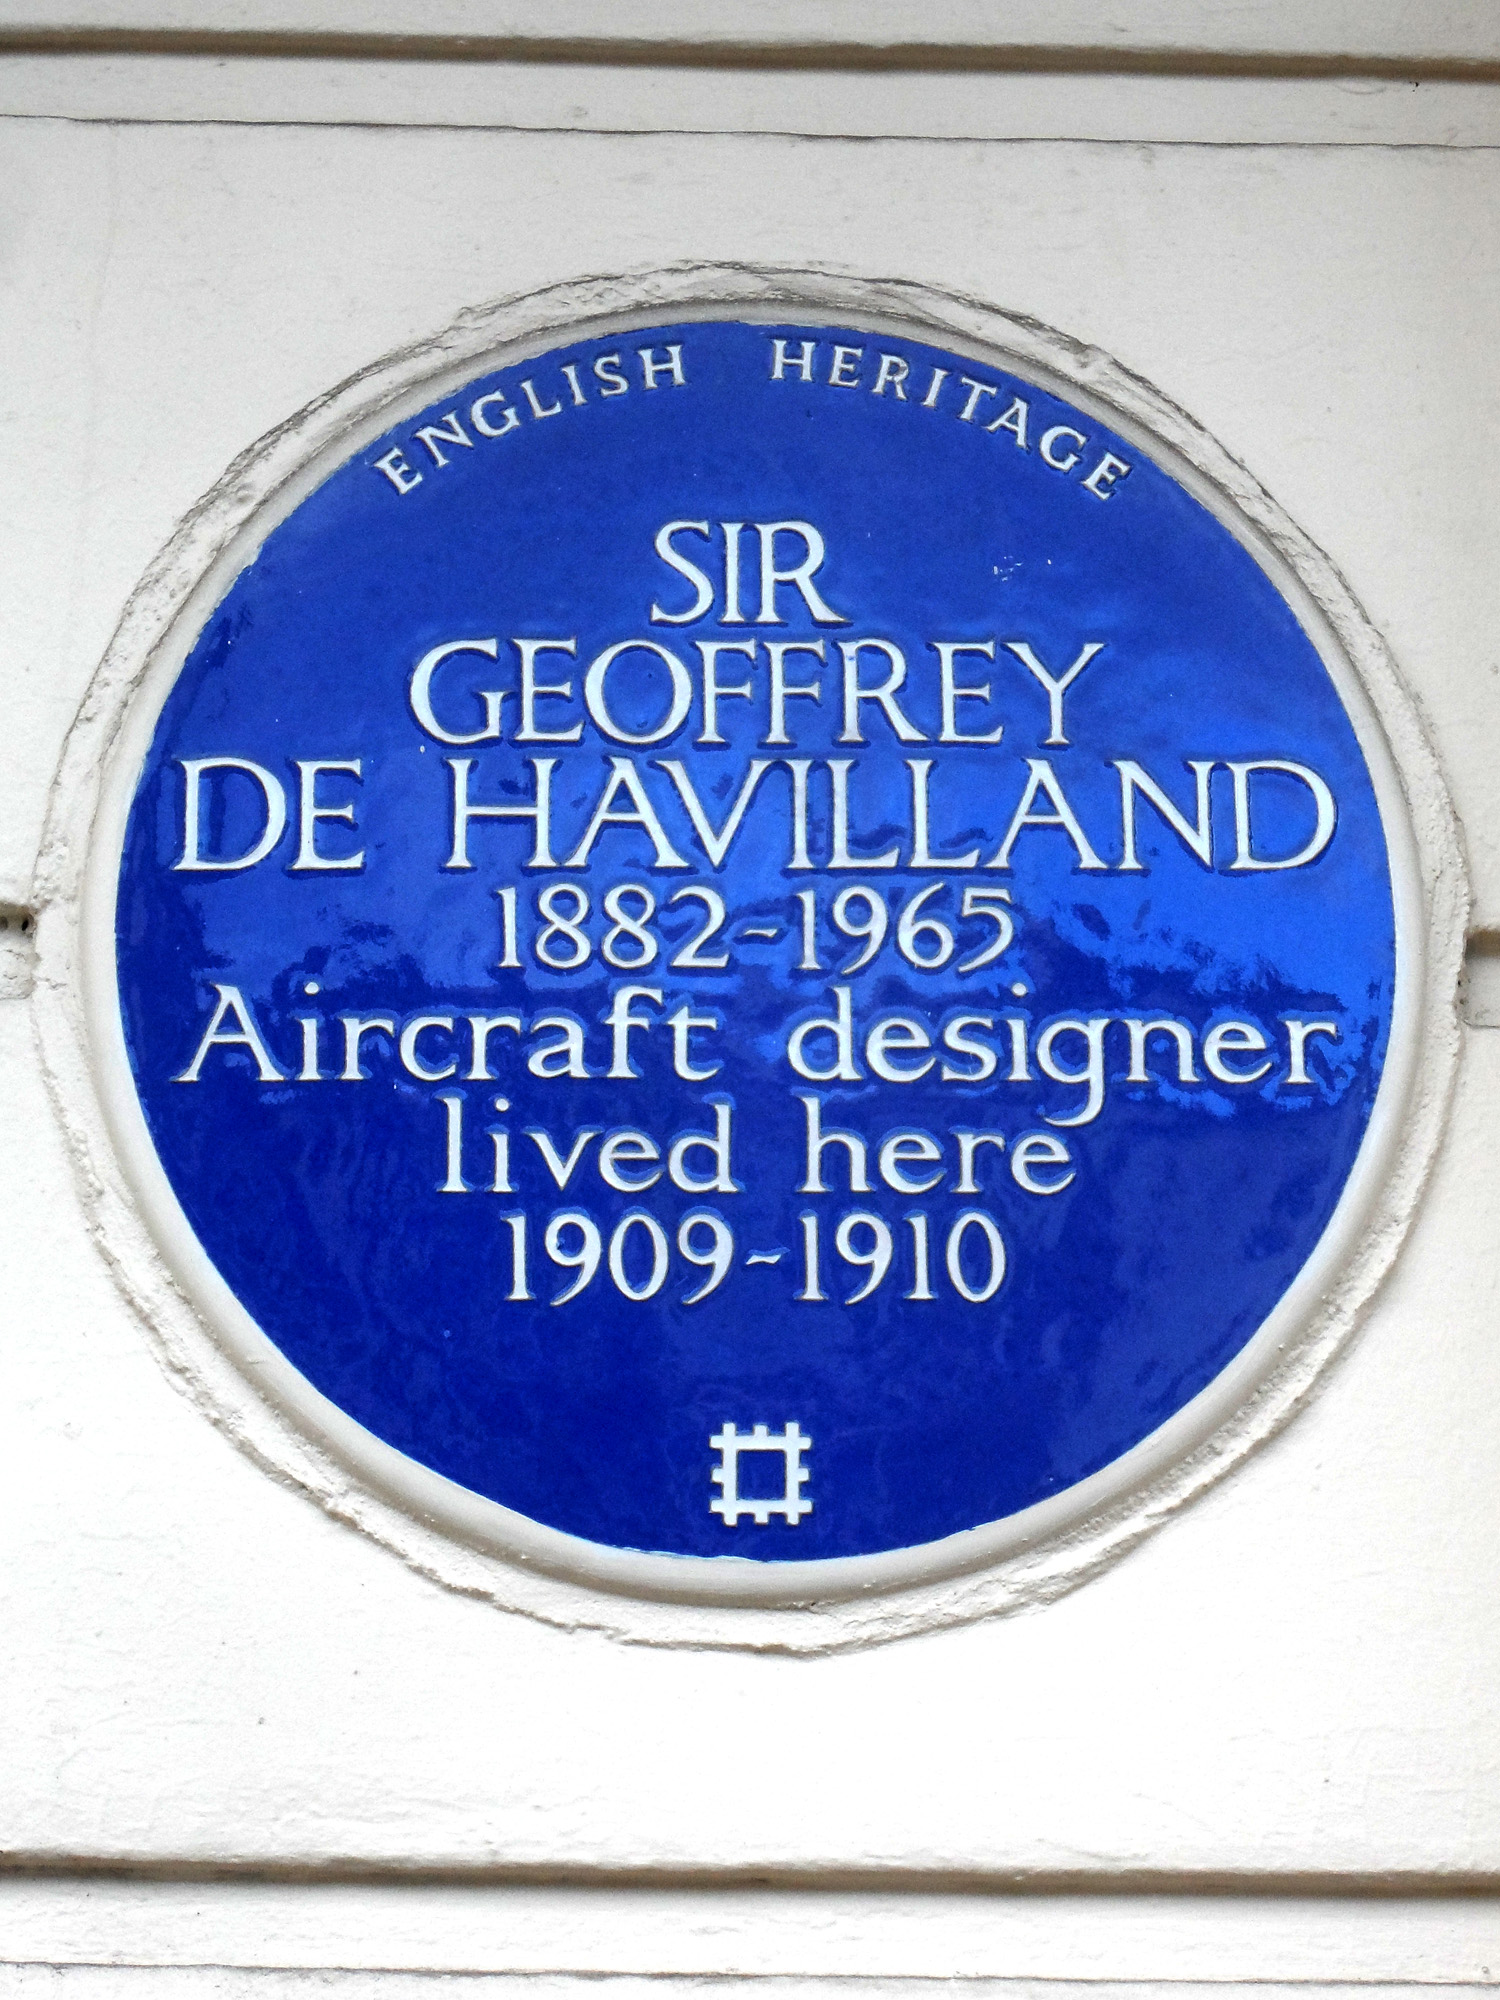 ENGLISH HERITAGE
SIR
GEOFFREY
DE HAVILLAND
1882-1965
Aircraft designer
lived here
1909-1910